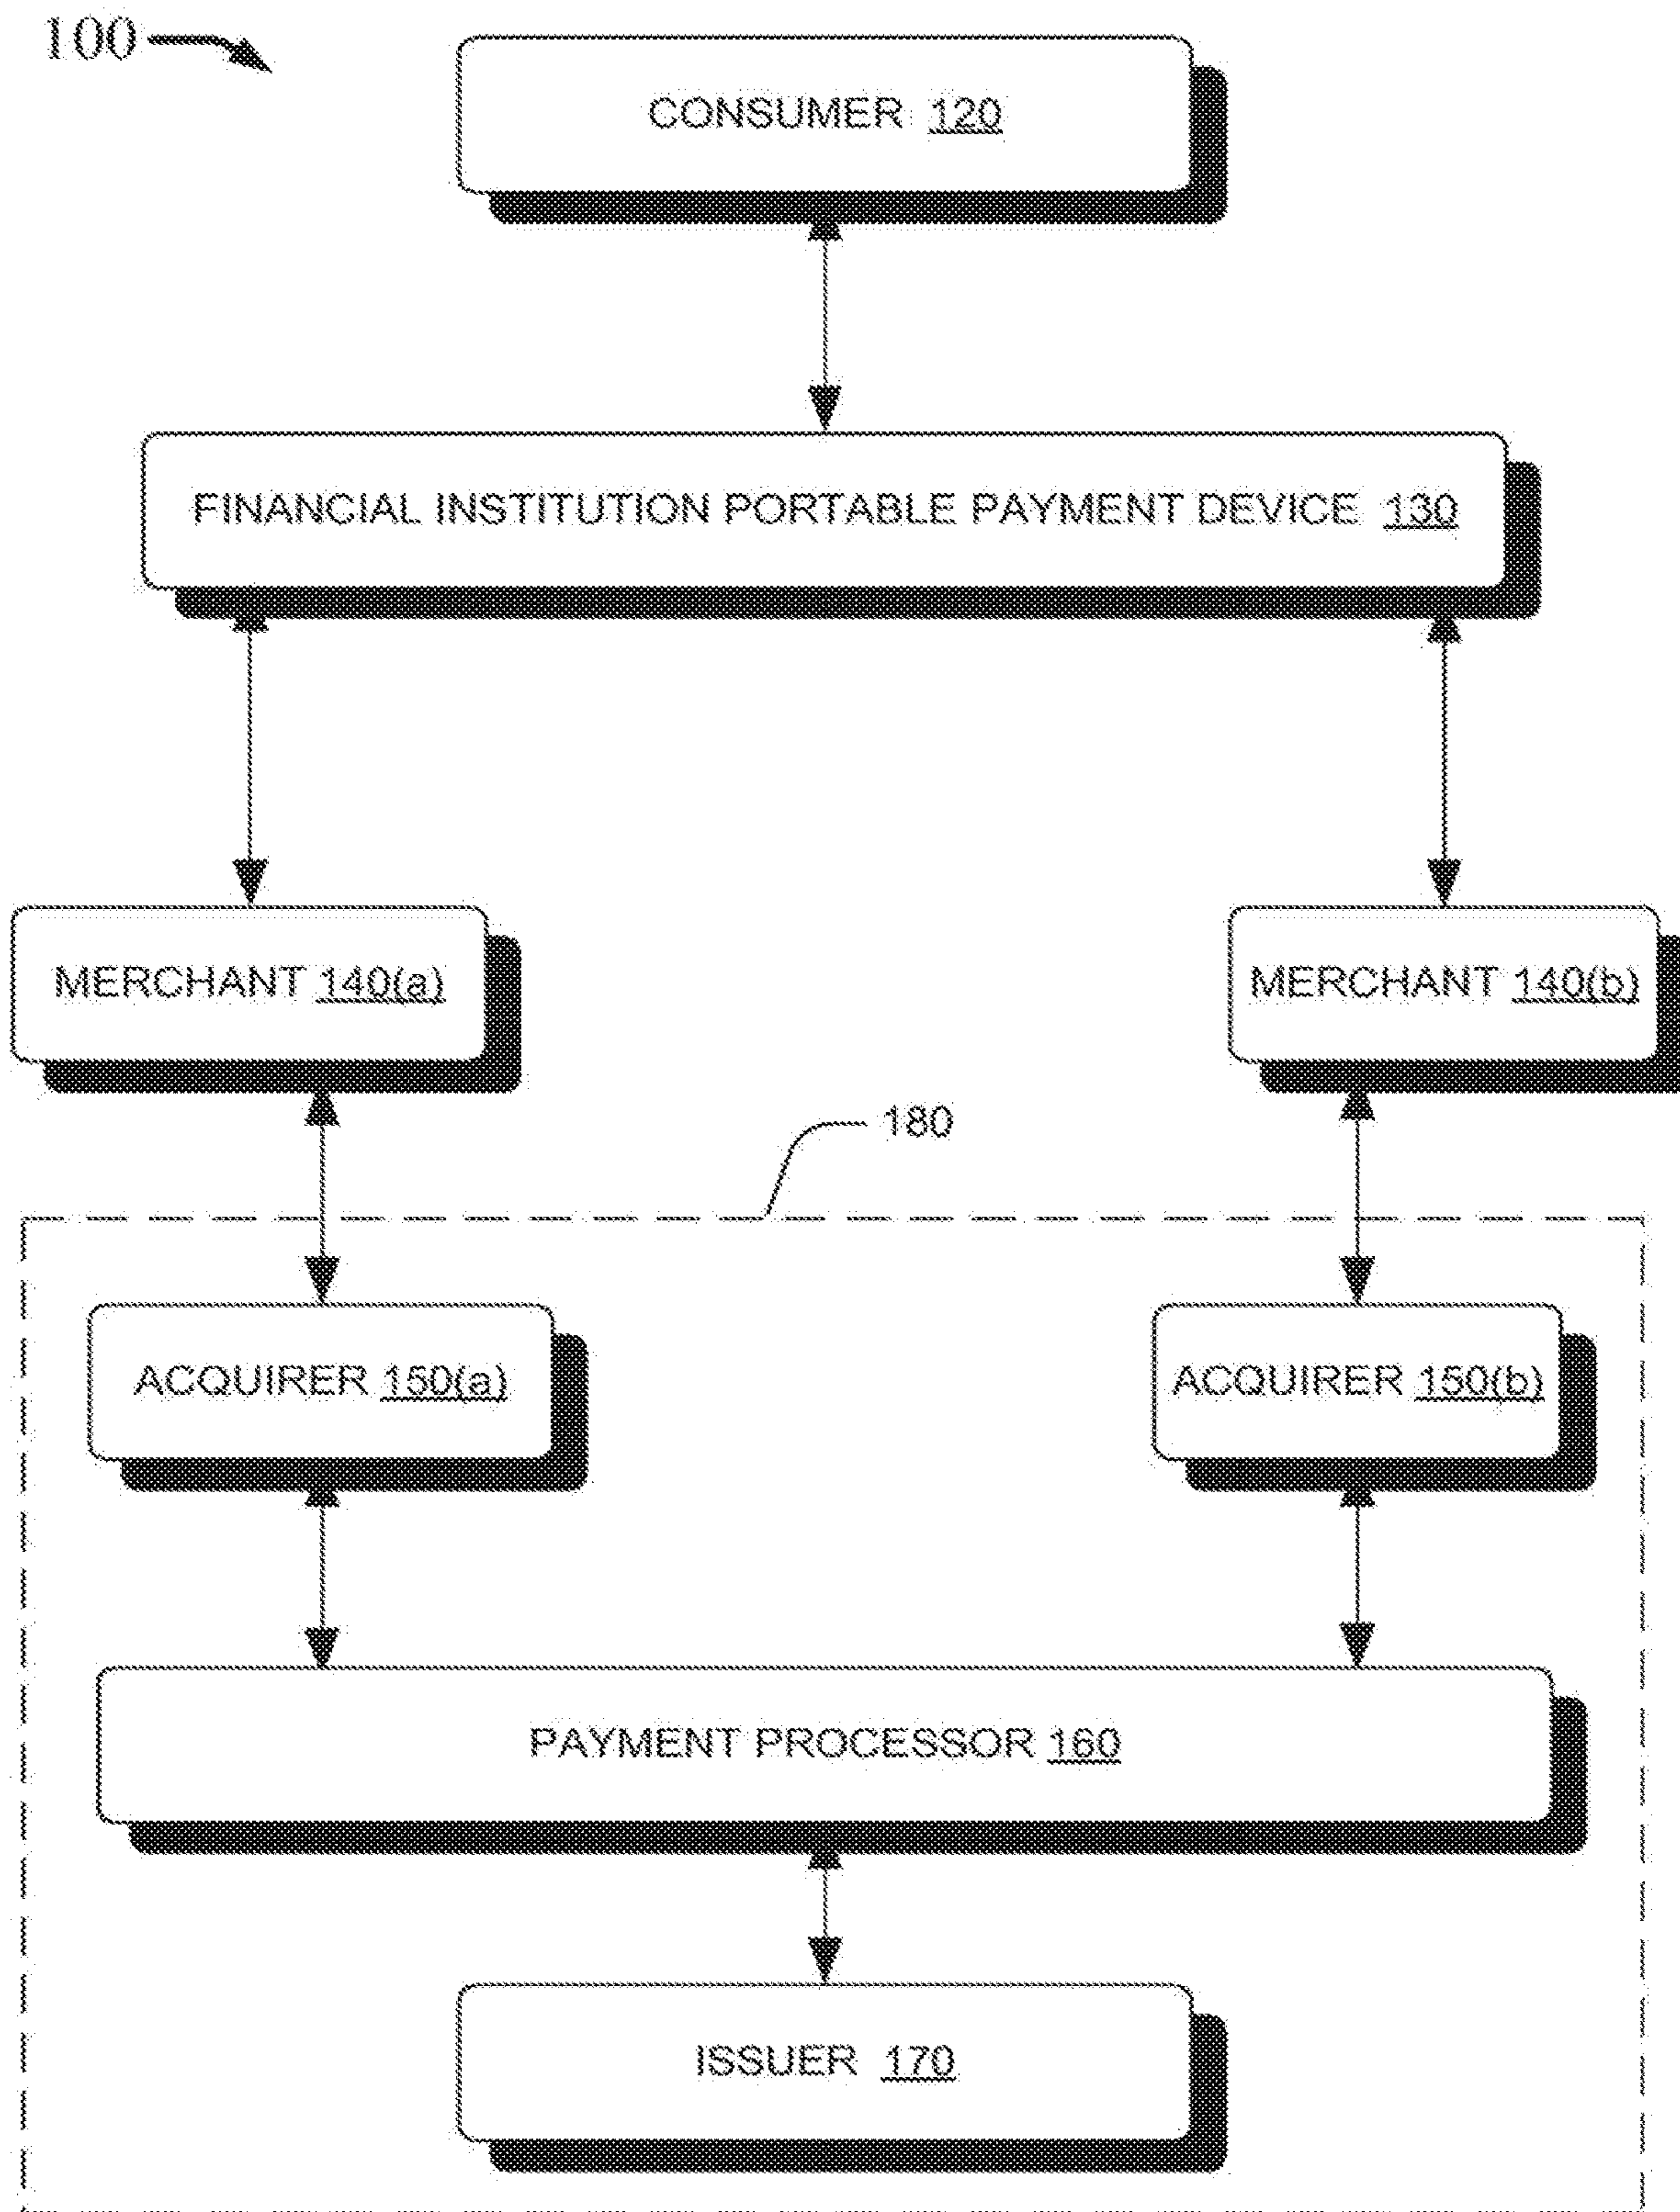 100
CONSUMER 120
FINANCIAL INSTITUTION PORTABLE PAYMENT DEVICE 130
MERCHANT 140(a)
MERCHANT 140(b)
180
ACQUIRER 150(a)
ACQUIRER 150(b)
PAYMENT PROCESSOR 160
ISSUER 170